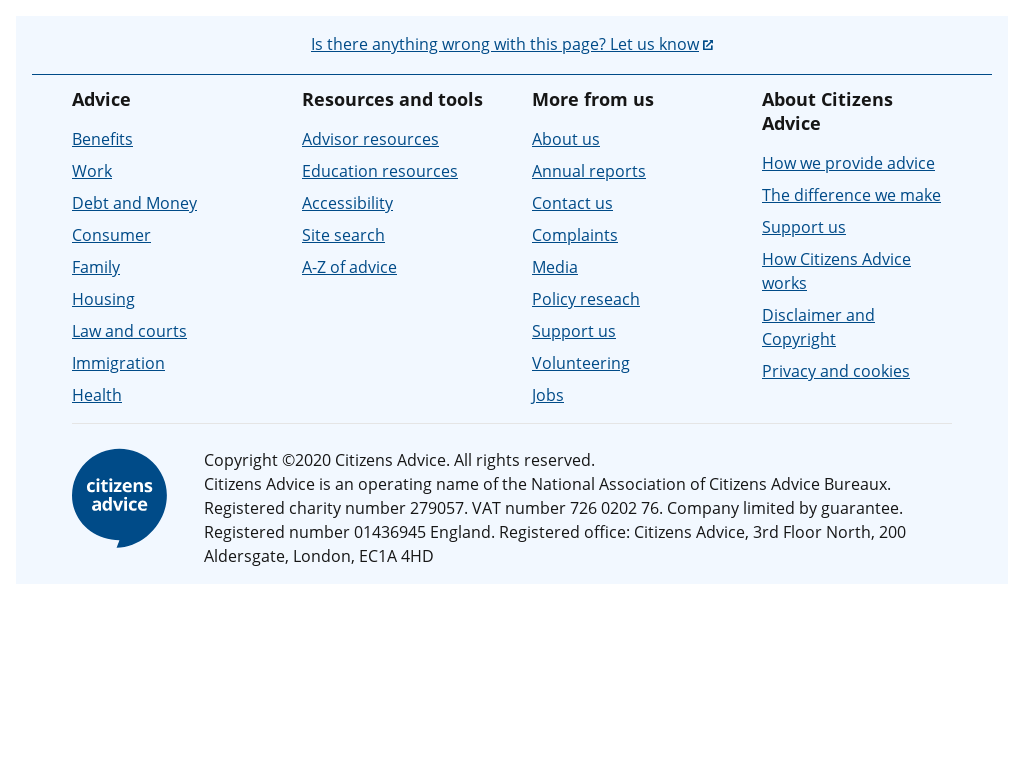 Is there anything wrong with this page? Let us know
Advice
Benefits
Work
Debt and Money
Consumer
Family
Housing
Law and courts
Immigration
Health
Resources and tools
Advisor resources
Education resources
Accessibility
Site search
A-Z of advice
More from us
About us
Annual reports
Contact us
Complaints
Media
Policy reseach
Support us
Volunteering
Jobs
About Citizens
Advice
How we provide advice
The difference we make
Support us
How Citizens Advice
works
Disclaimer and
Copyright
Privacy and cookies
citizens
advice
Copyright ©2020 Citizens Advice. All rights reserved.
Citizens Advice is an operating name of the National Association of Citizens Advice Bureaux.
Registered charity number 279057. VAT number 726 0202 76. Company limited by guarantee.
Registered number 01436945 England. Registered office: Citizens Advice, 3rd Floor North, 200
Aldersgate, London, EC1A 4HD